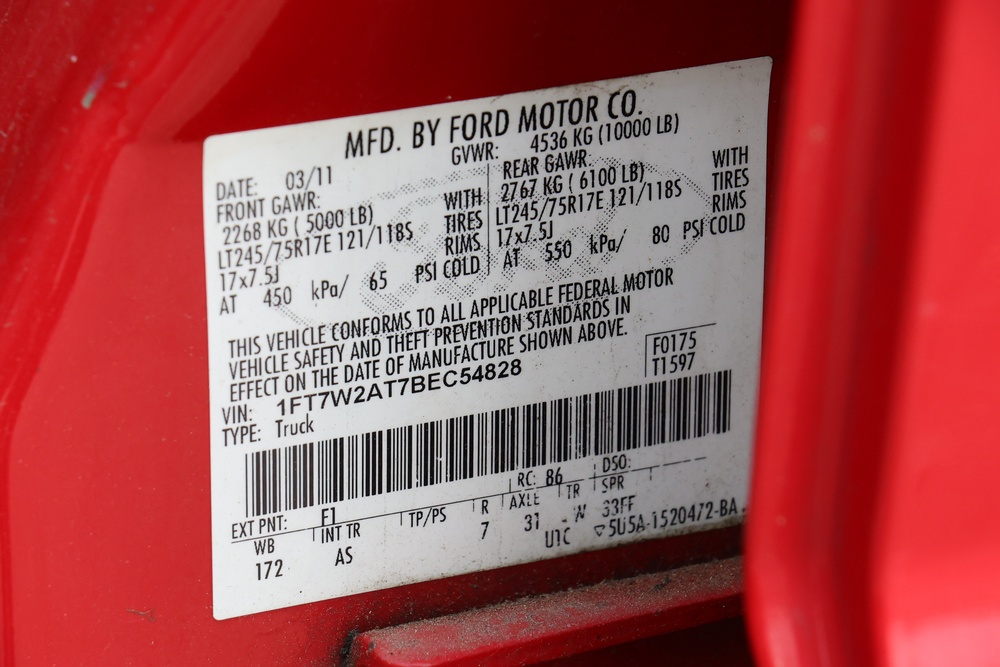 MFD. BY FORD MOTOR CO.
DATE: 03/11 GVWR: 4536 KG (10000 LB)
FRONT GAWR: REAR GAWR:
2268 KG ( 5000 LB) WITH 2767 KG ( 6100 LB) WITH
LT245/75R17E 121/118S TIRES LT245/75R17E 121/118S TIRES
17x7.5J RIMS 17x7.5J RIMS
AT 450 kPa/ 65 PSI COLD AT 550 kPa/ 80 PSI COLD
THIS VEHICLE CONFORMS TO ALL APPLICABLE FEDERAL MOTOR
VEHICLE SAFETY AND THEFT PREVENTION STANDARDS IN
EFFECT ON THE DATE OF MANUFACTURE SHOWN ABOVE.
VIN: 1FT7W2AT7BEC54828
TYPE: Truck
F0175
T1597
EXT PNT: F1 RC: 86 DSO:
WB INT TR TP/PS R AXLE TR SPR
172 AS 7 31 W 33FF
UTC ▽5U5A-1520472-BA